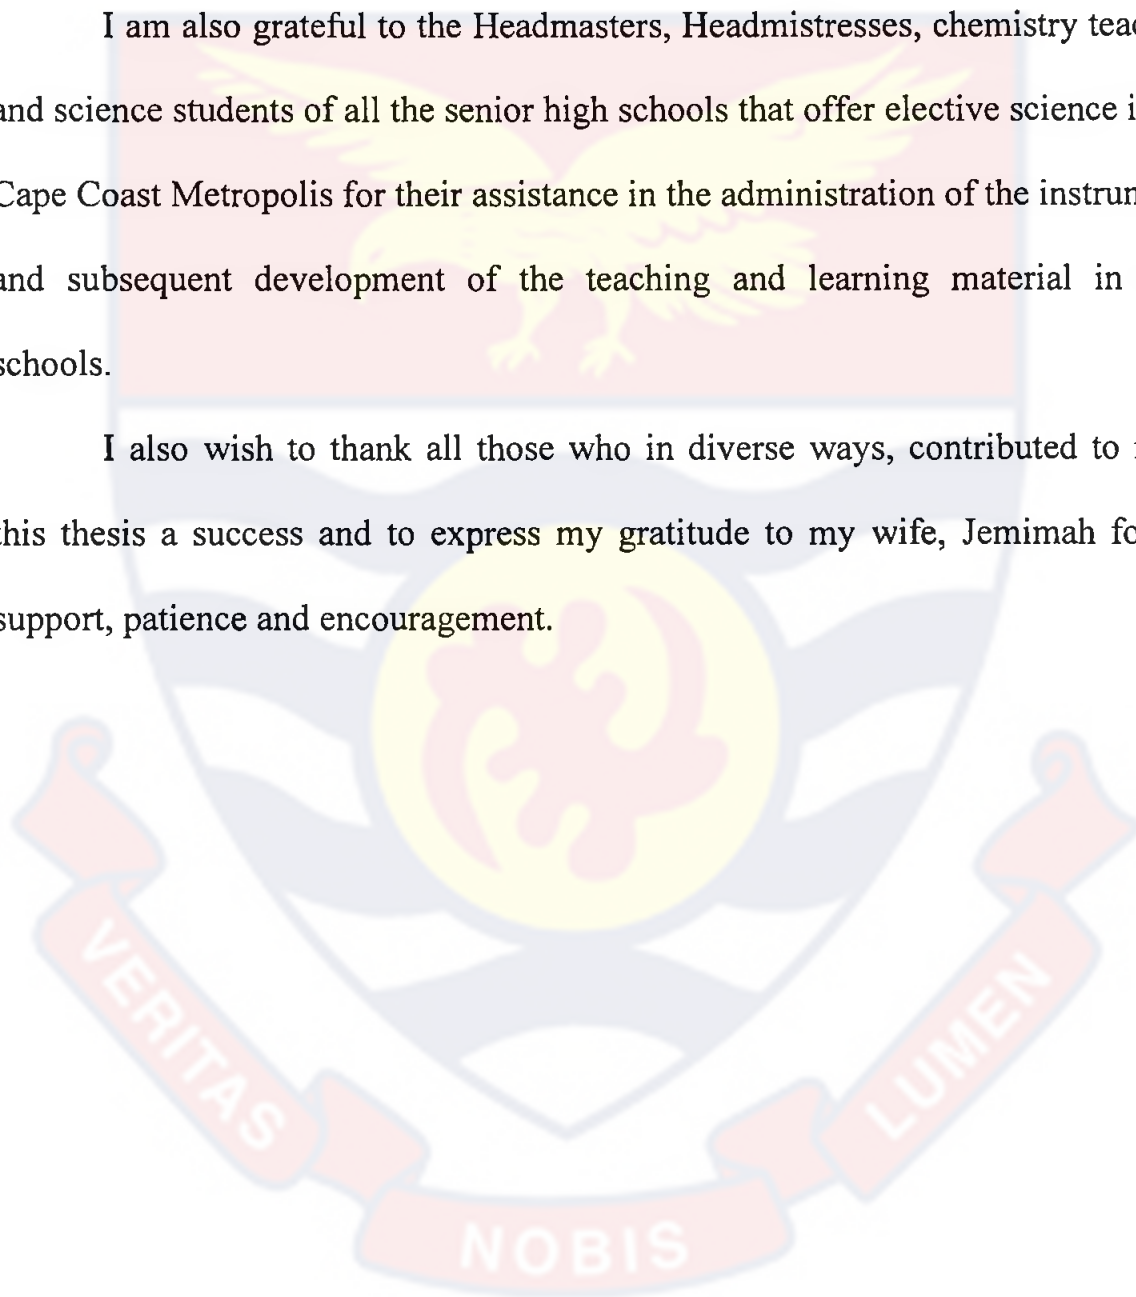 I am also grateful to the Headmasters, Headmistresses, chemistry teac
and science students of all the senior high schools that offer elective science i
Cape Coast Metropolis for their assistance in the administration of the instrum
and subsequent development of the teaching and learning material in
schools.
I also wish to thank all those who in diverse ways, contributed to
this thesis a success and to express my gratitude to my wife, Jemimah fo
support, patience and encouragement.
VERITAS
NOBIS
LUMEN